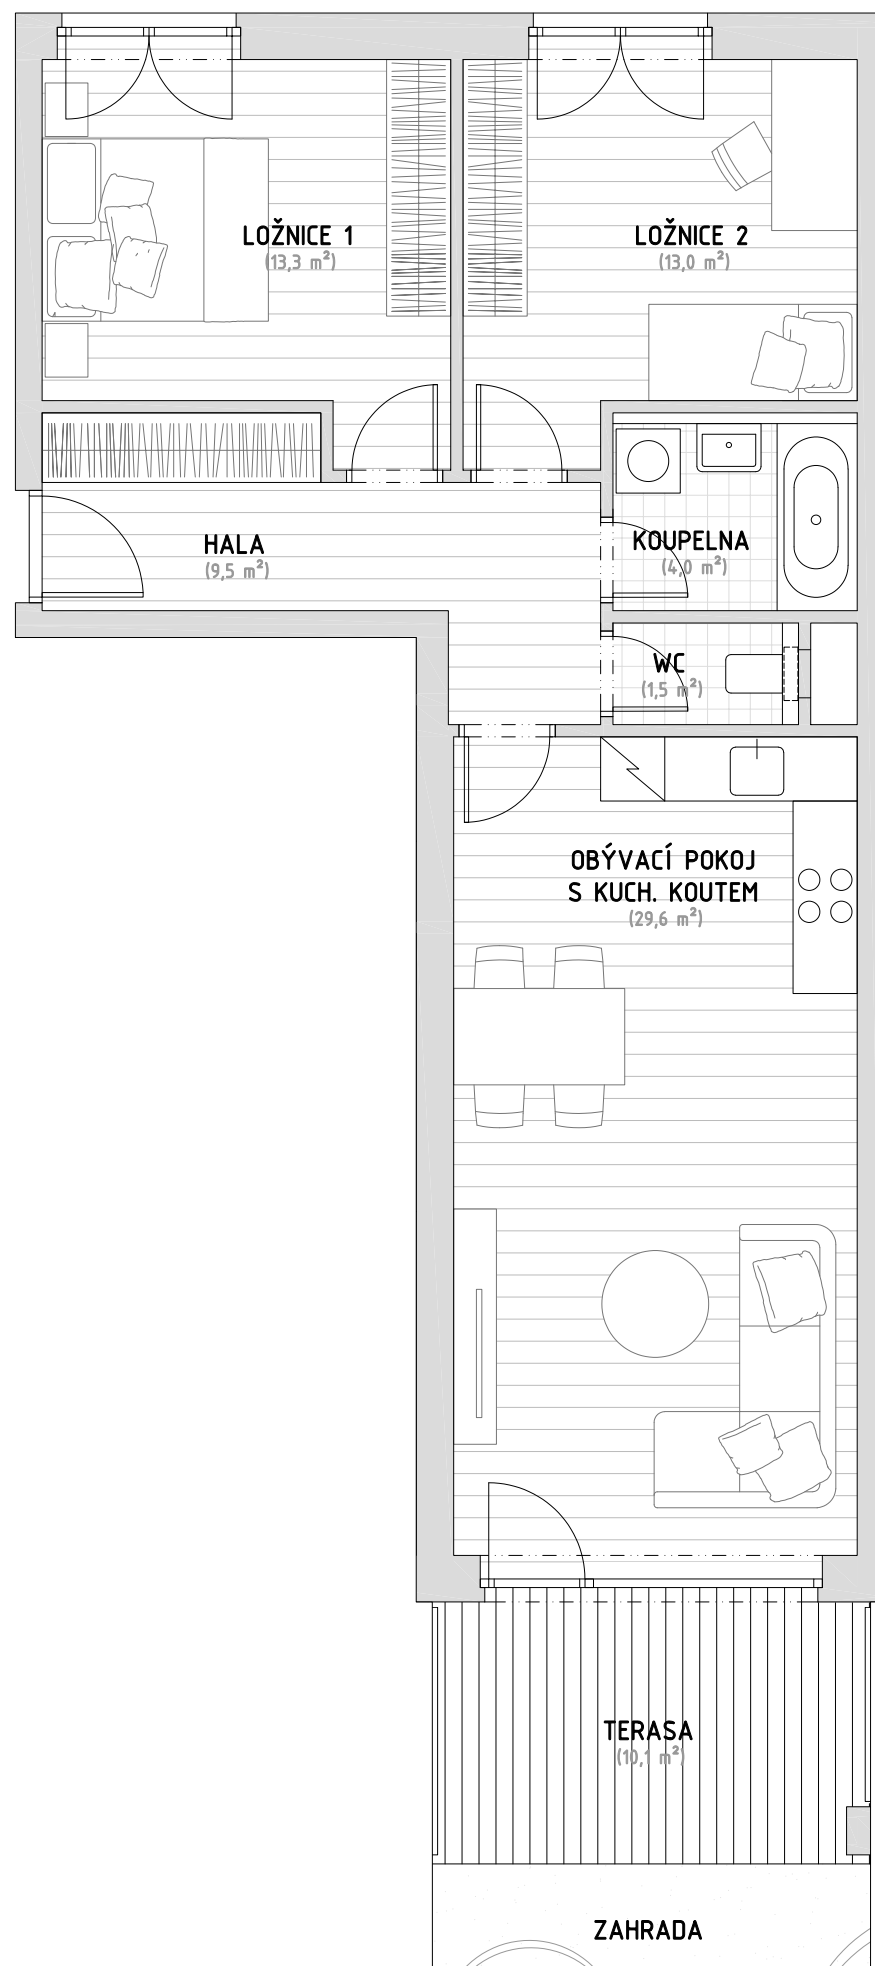 LOŽNICE 1
(13,3 m²)
LOŽNICE 2
(13,0 m²)
HALA
(9,5 m²)
KOUPELNA
(4,0 m²)
WC
(1,5 m²)
OBÝVACÍ POKOJ
S KUCH. KOUTEM
(29,6 m²)
TERASA
(10,1 m²)
ZAHRADA